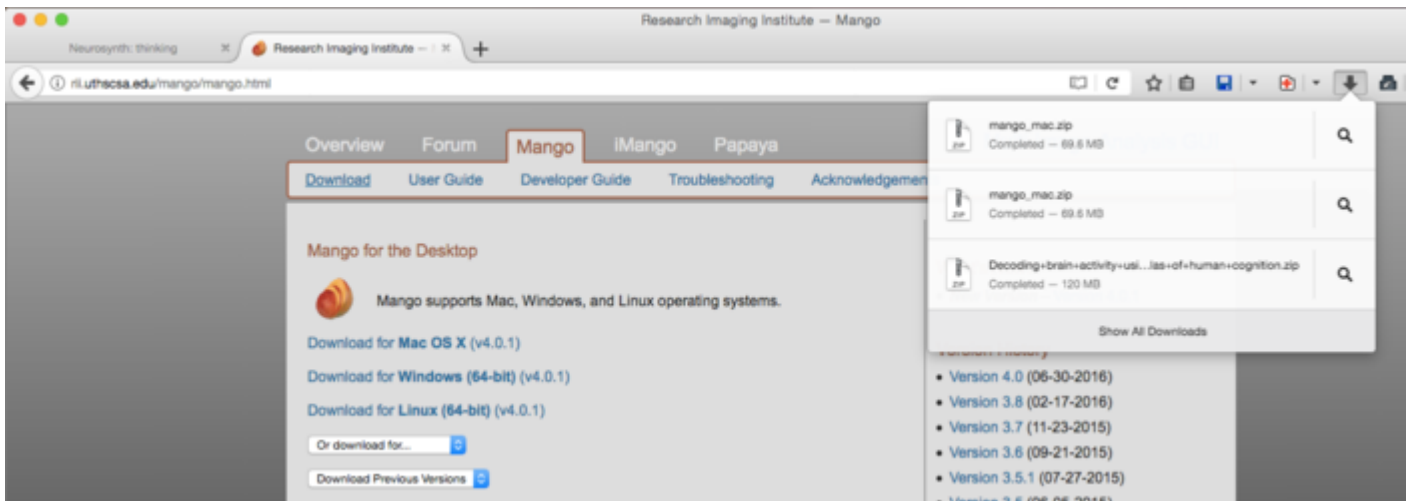 Research Imaging Institute — Mango
Neurosynth: thinking
Research Imaging Institute —
rii.uthscsa.edu/mango/mango.html
mango_mac.zip
Completed — 69.6 MB
mango_mac.zip
Completed — 69.6 MB
Decoding+brain+activity+usi...las+of+human+cognition.zip
Completed — 120 MB
Show All Downloads
Overview Forum Mango iMango Papaya
Download User Guide Developer Guide Troubleshooting Acknowledgemen
Mango for the Desktop
Mango supports Mac, Windows, and Linux operating systems.
Download for Mac OS X (v4.0.1)
Download for Windows (64-bit) (v4.0.1)
Download for Linux (64-bit) (v4.0.1)
Or download for...
Download Previous Versions
Version History
• Version 4.0 (06-30-2016)
• Version 3.8 (02-17-2016)
• Version 3.7 (11-23-2015)
• Version 3.6 (09-21-2015)
• Version 3.5.1 (07-27-2015)
ZIP
ZIP
ZIP